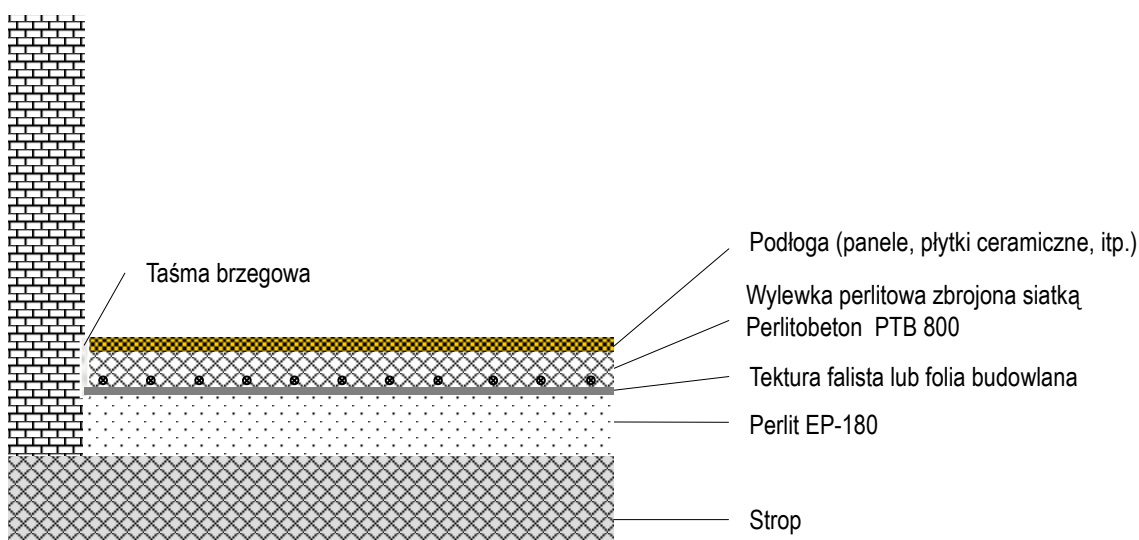 Podłoga (panele, płytki ceramiczne, itp.)
Taśma brzegowa
Wylewka perlitowa zbrojona siatką
Perlitobeton PTB 800
Tektura falista lub folia budowlana
Perlit EP-180
Strop